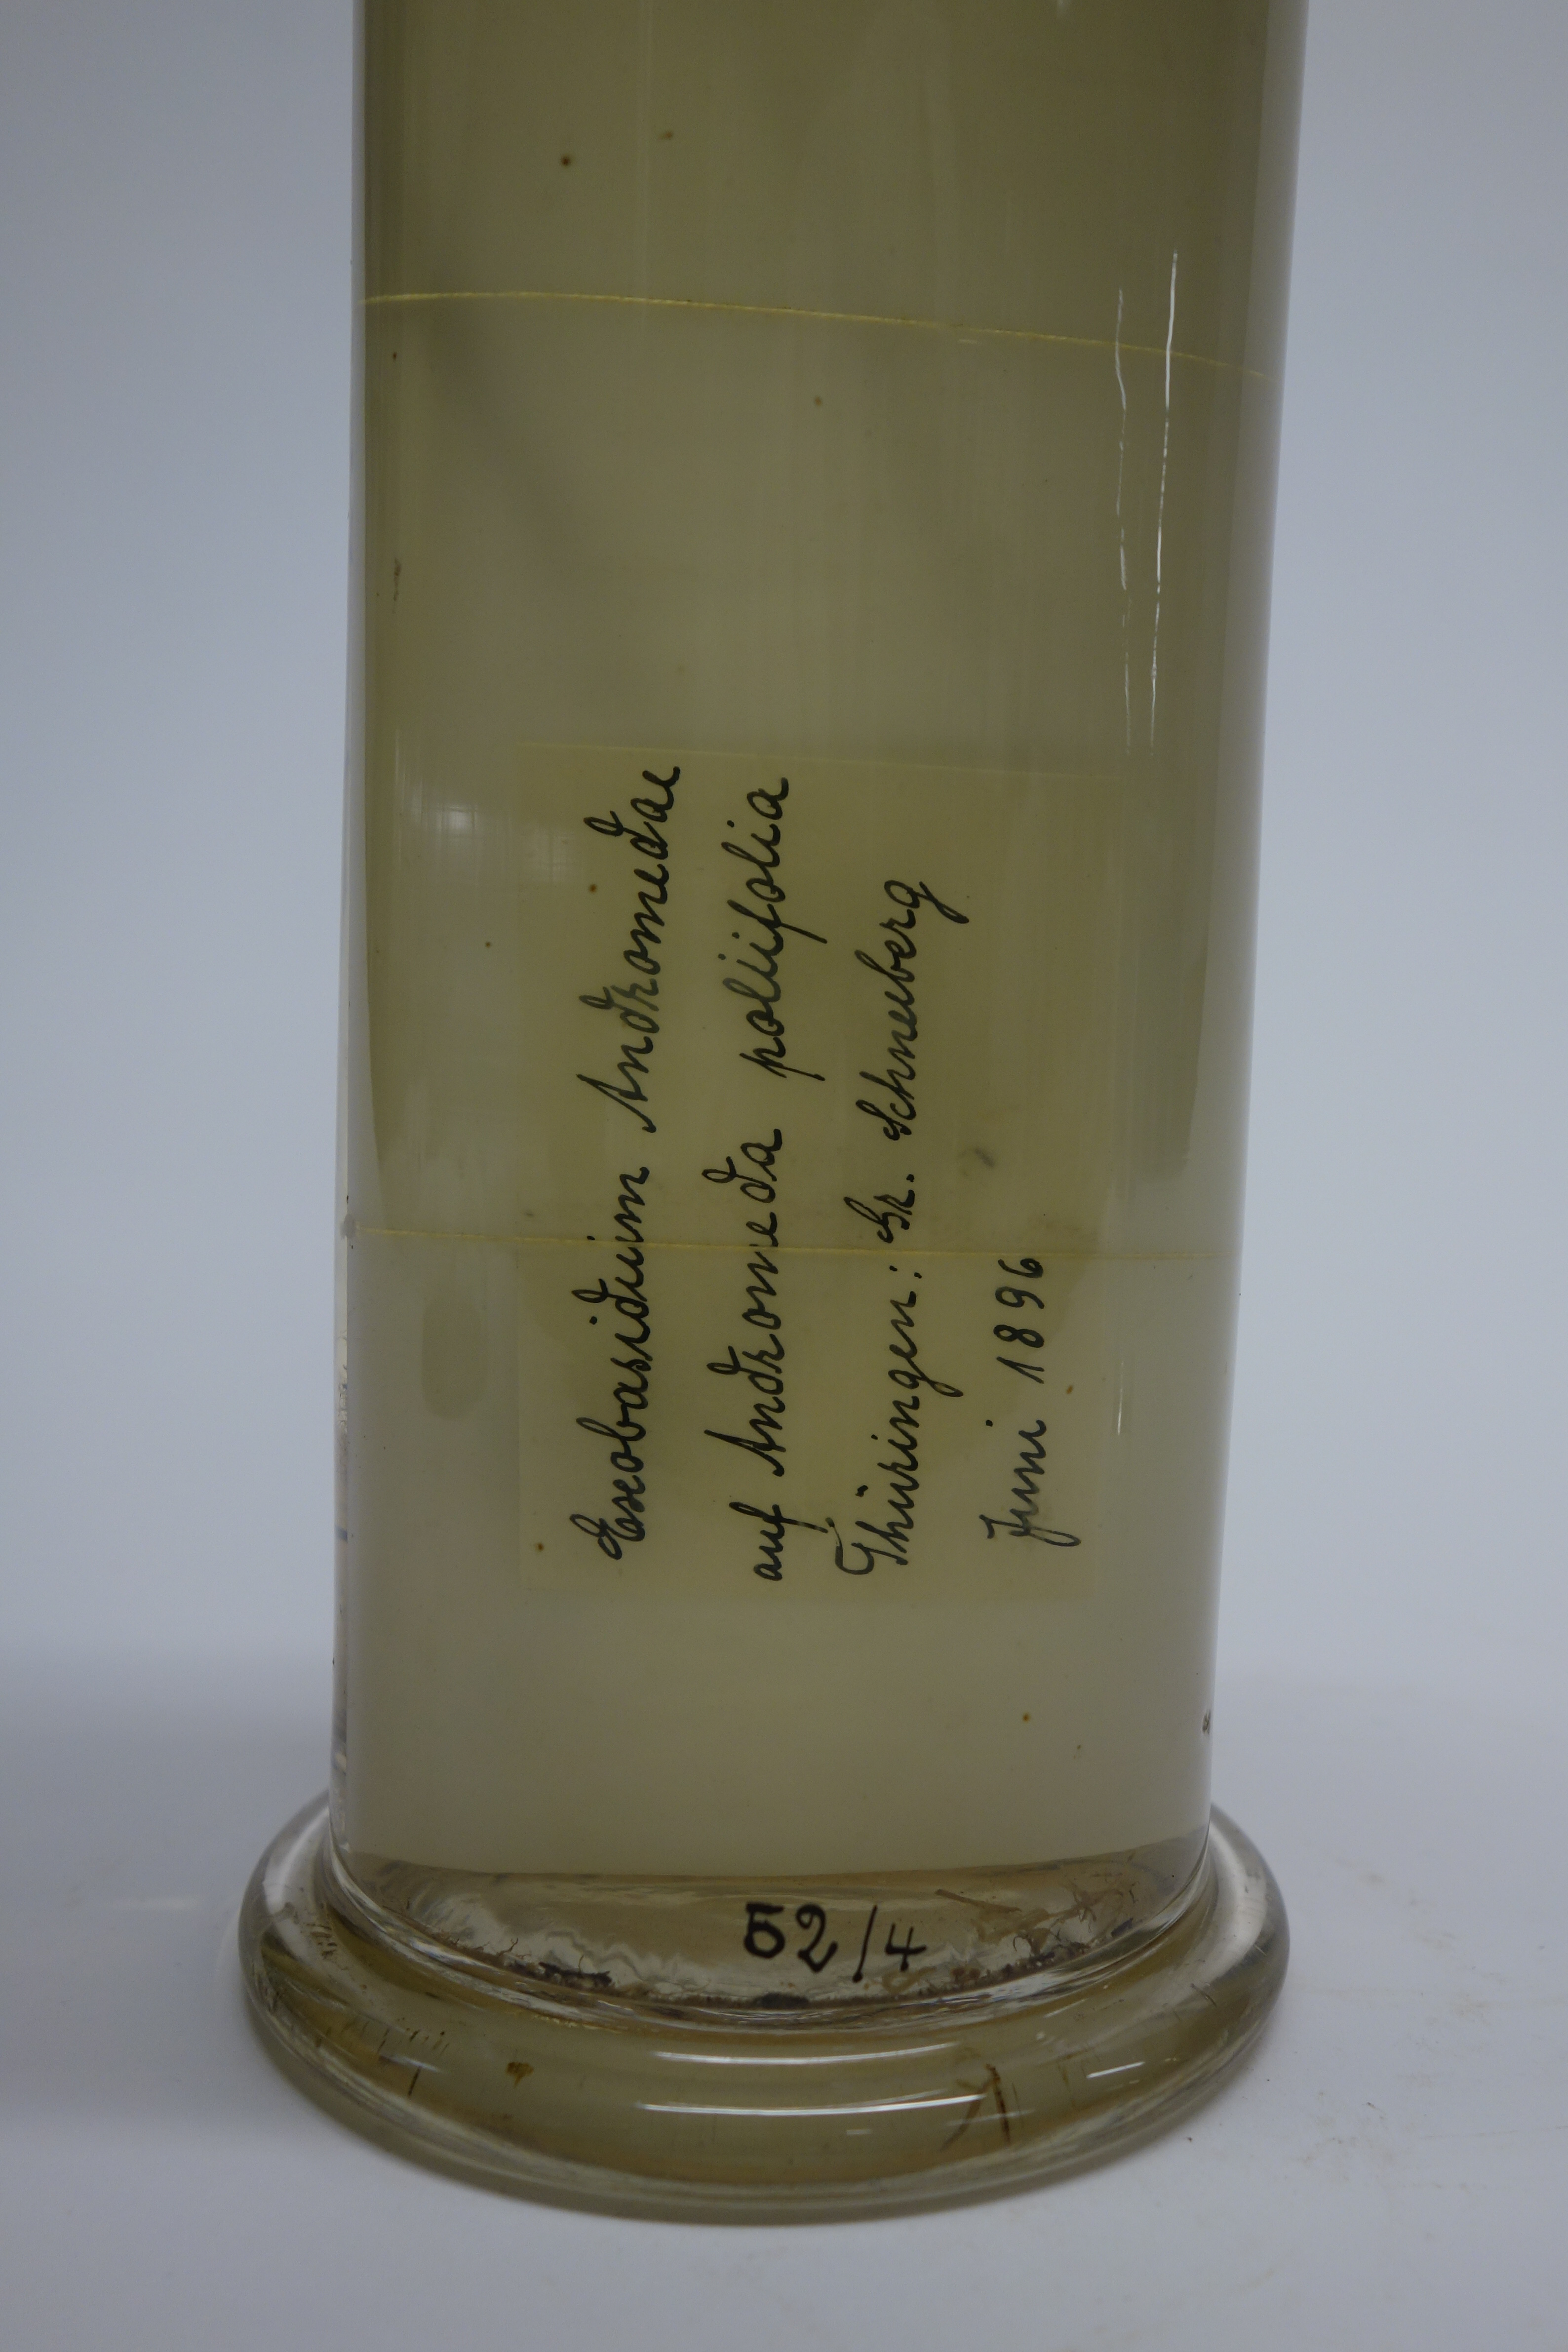 Exobasidium Andromedae
auf Andromeda poliifolia
Thüringen: Gr. Schneeberg
Juni 1896
52/4